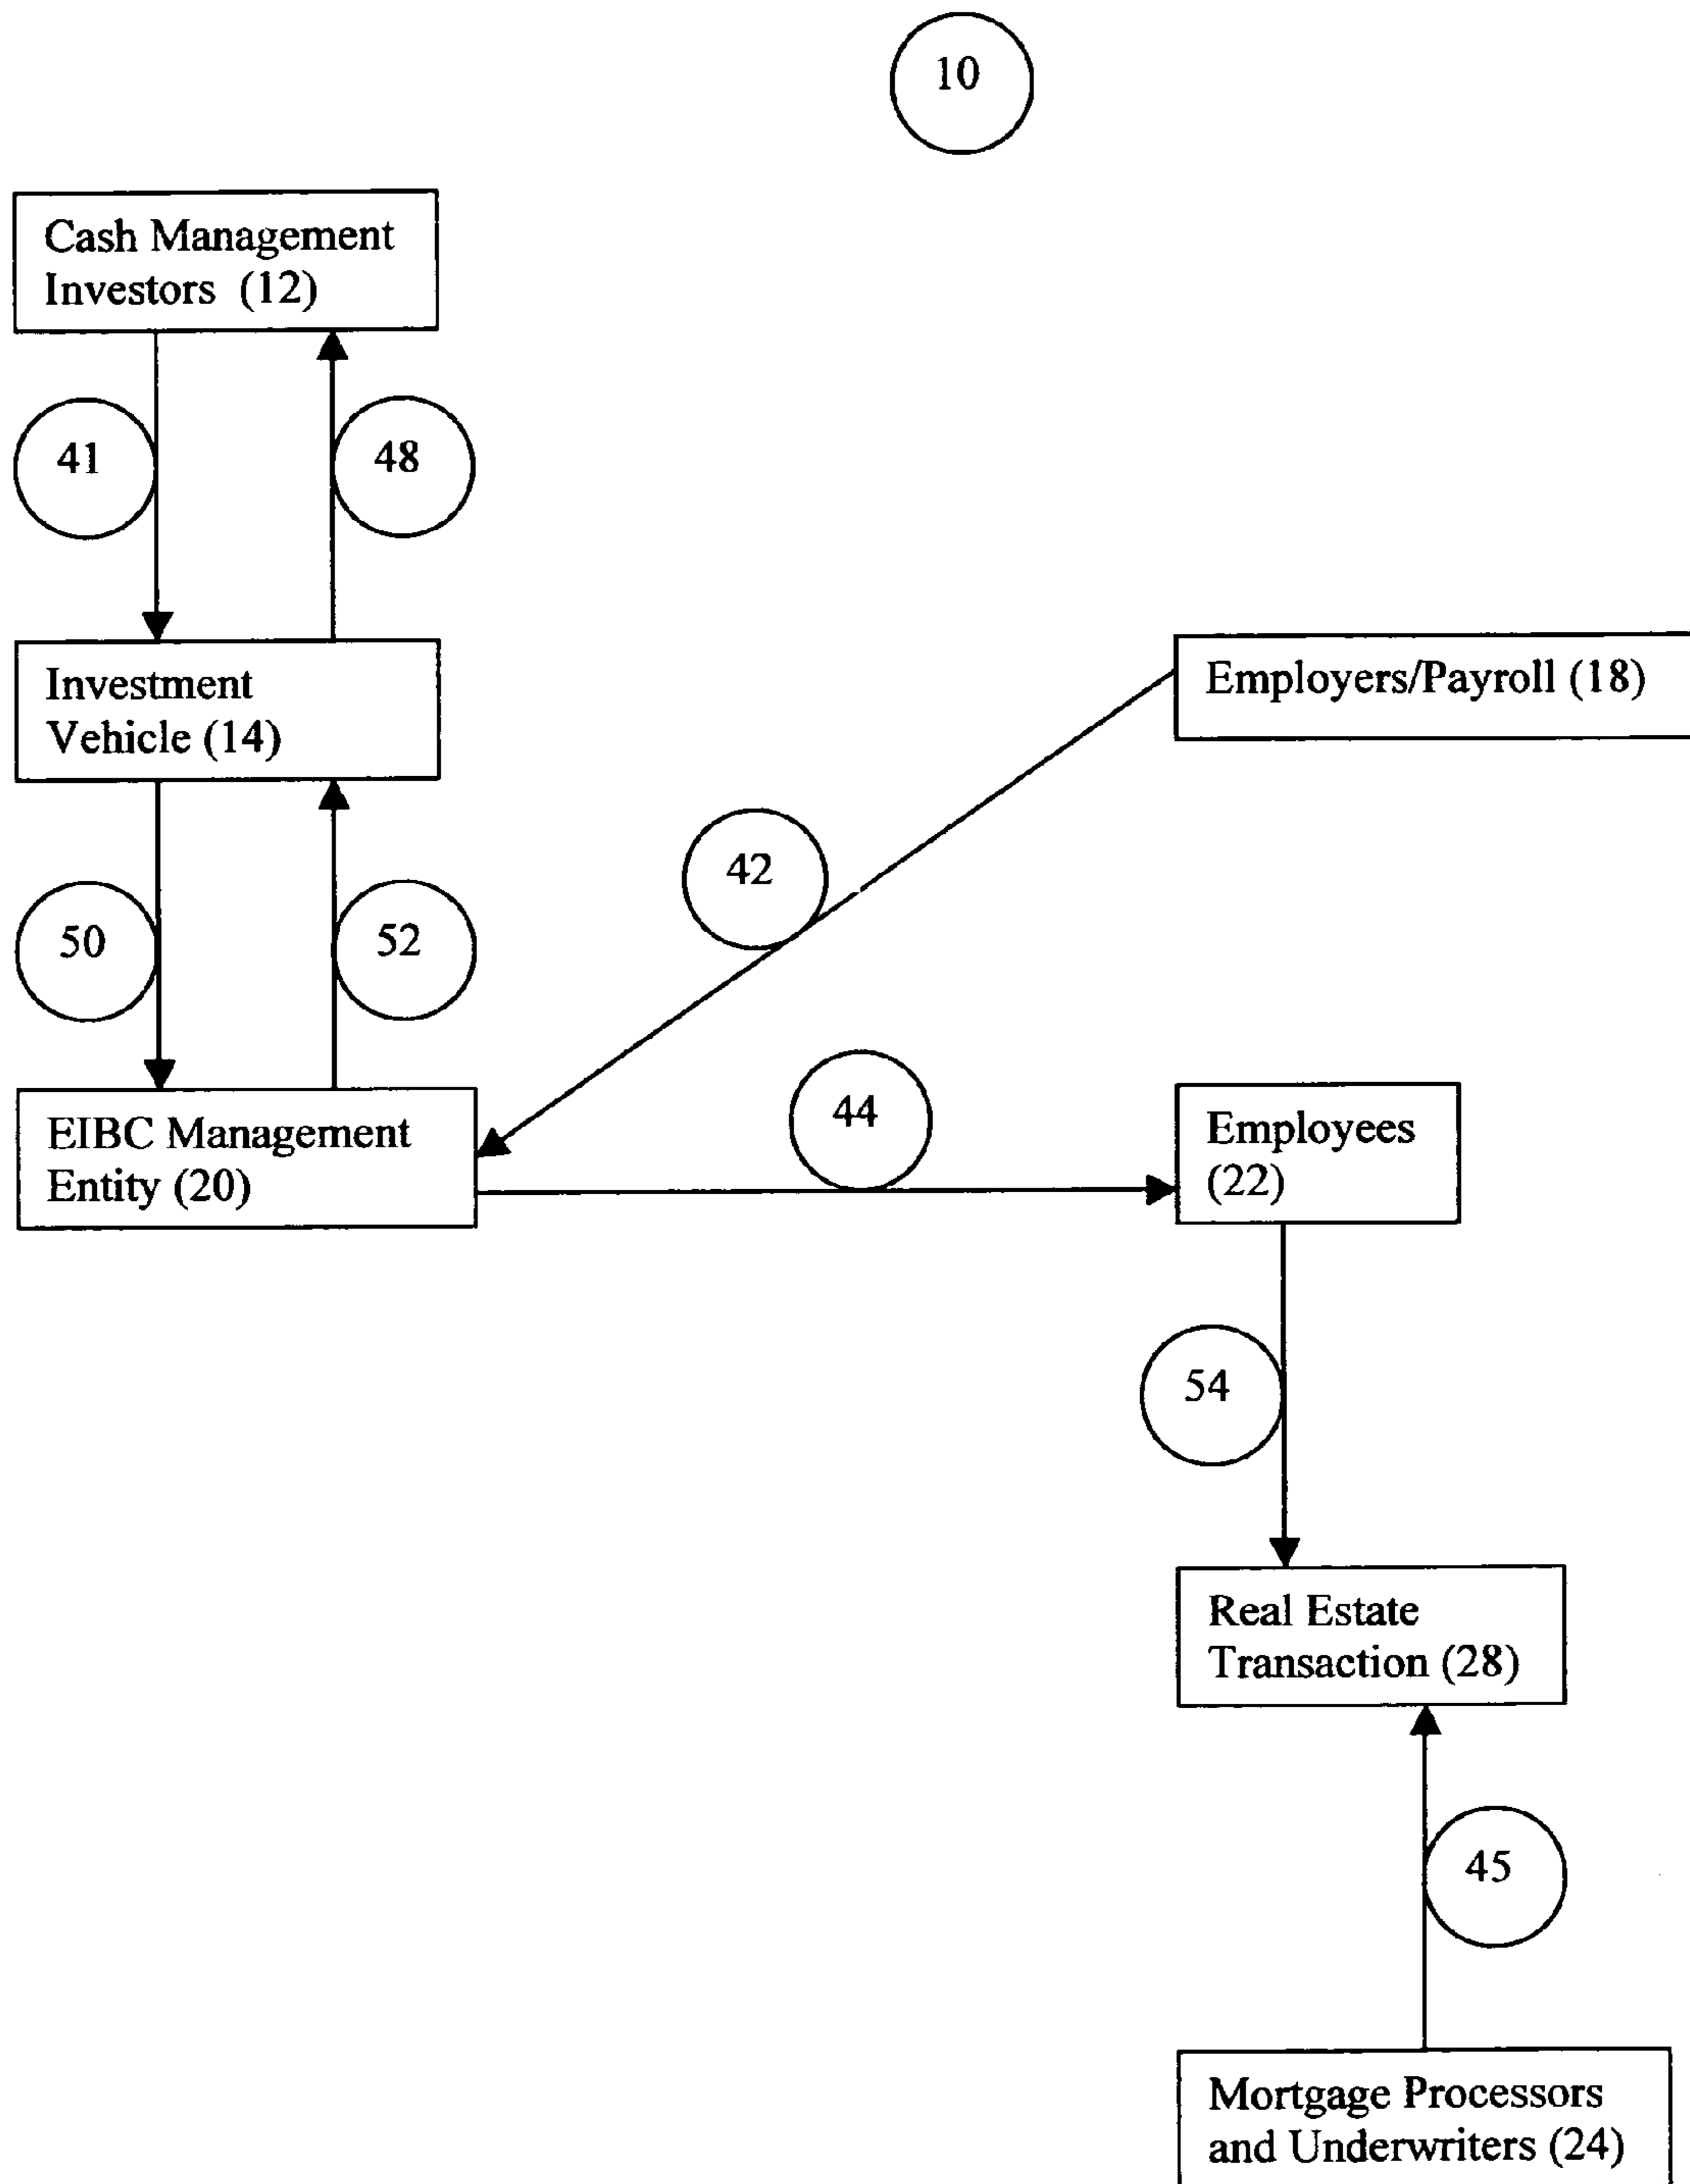 10
Cash Management
Investors (12)
41
48
Investment
Vehicle (14)
Employers/Payroll (18)
42
50
52
44
EIBC Management
Entity (20)
Employees
(22)
54
Real Estate
Transaction (28)
45
Mortgage Processors
and Underwriters (24)